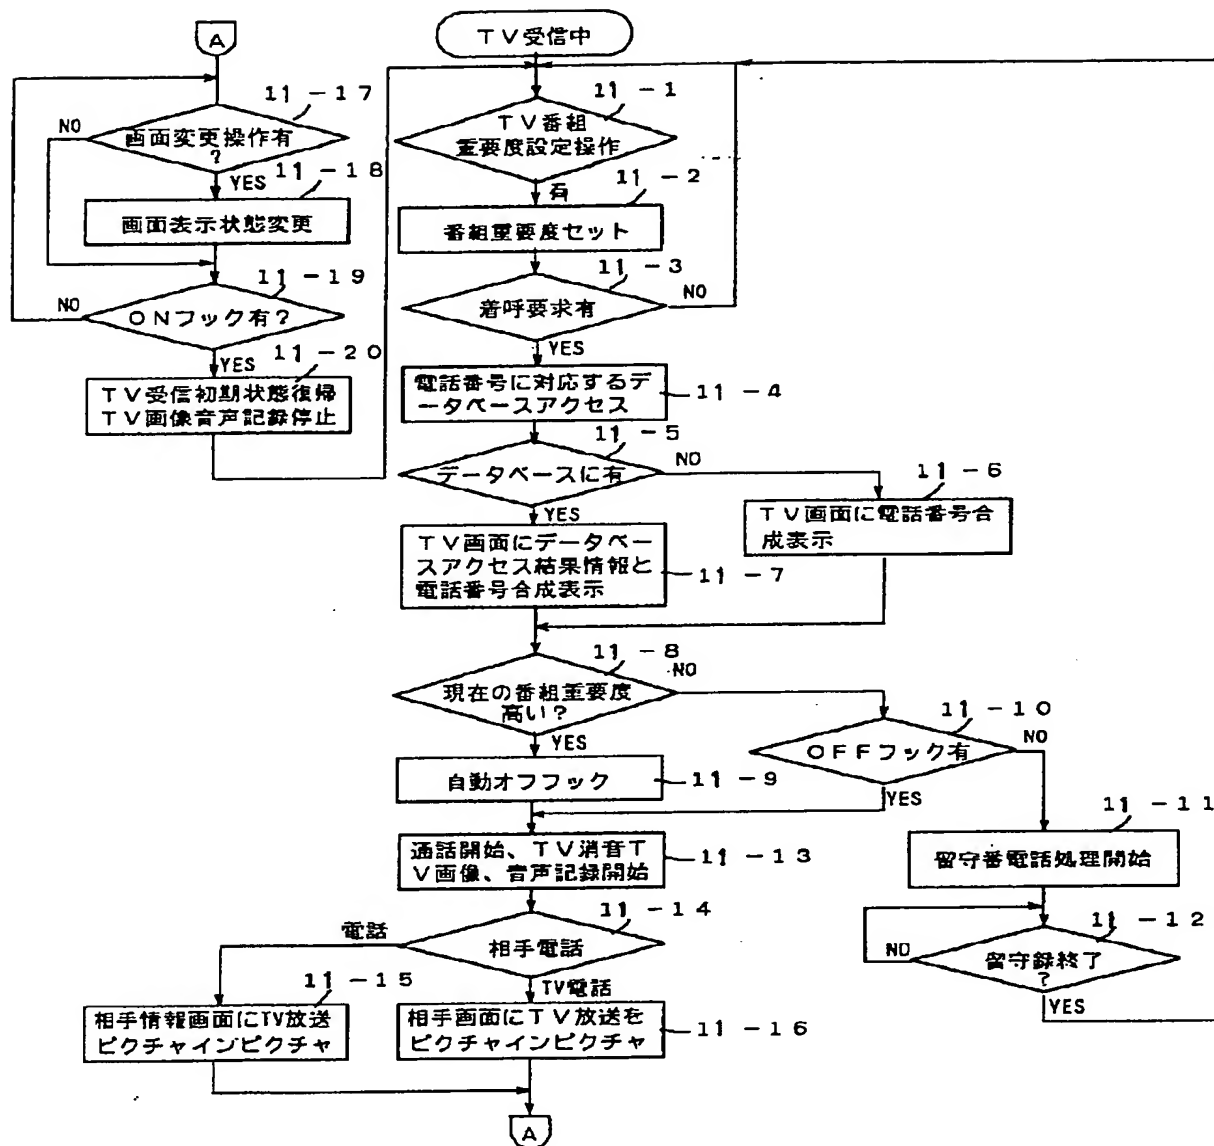 A
11-17
画面変更操作有
?
NO
YES
11-18
画面表示状態変更
11-19
ONフック有?
NO
YES
11-20
TV受信初期状態復帰
TV画像音声記録停止
TV受信中
11-1
TV番組
重要度設定操作
有
11-2
番組重要度セット
11-3
着呼要求有
NO
YES
電話番号に対応するデ
ータベースアクセス
11-4
11-5
データベースに有
NO
YES
11-6
TV画面に電話番号合
成表示
TV画面にデータベー
スアクセス結果情報と
電話番号合成表示
11-7
11-8
現在の番組重要度
高い?
NO
YES
自動オフフック
11-9
11-10
OFFフック有
NO
YES
11-11
留守番電話処理開始
11-12
留守録終了
?
NO
YES
通話開始、TV消音T
V画像、音声記録開始
11-13
11-14
相手電話
電話
TV電話
11-15
相手情報画面にTV放送
ピクチャインピクチャ
相手画面にTV放送を
ピクチャインピクチャ
11-16
A